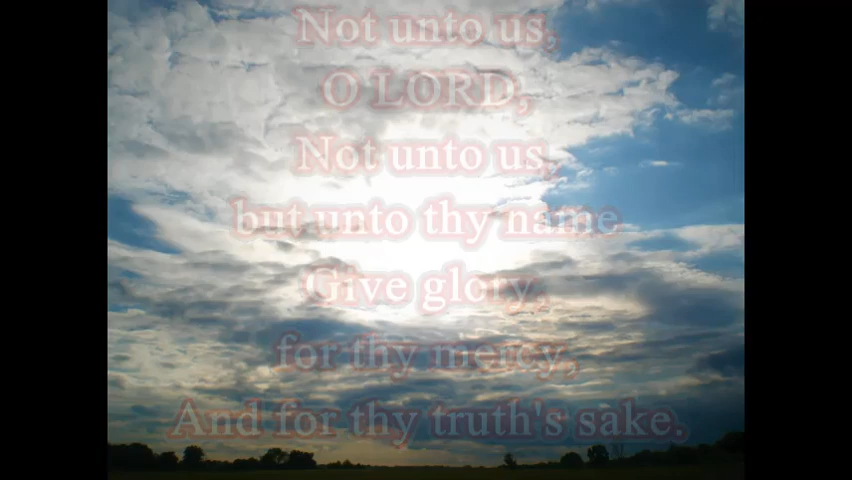 Not unto us,
O LORD,
Not unto us,
but unto thy name
Give glory,
for thy mercy,
And for thy truth's sake.